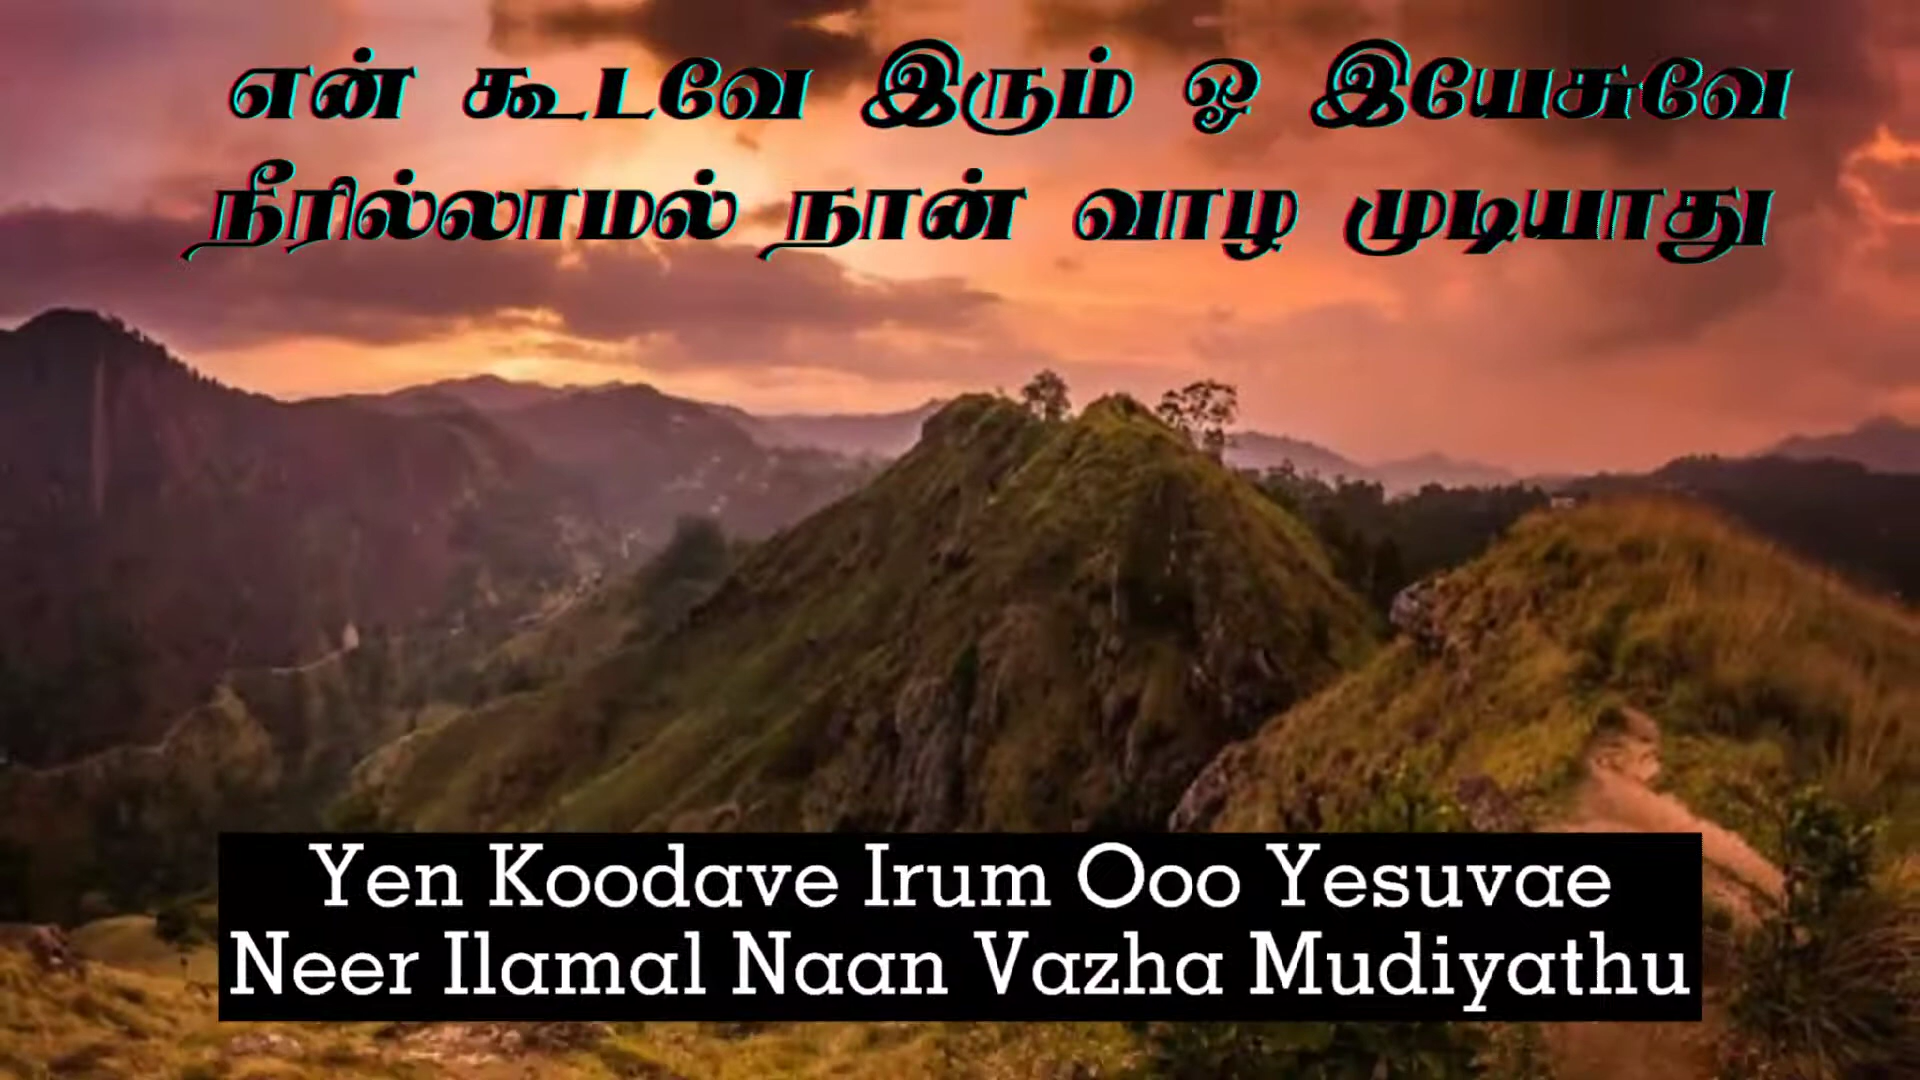 என் கூடவே இரும் ஓ இயேசுவே
நீரில்லாமல் நான் வாழ முடியாது
Yen Koodave Irum Ooo Yesuvae
Neer Ilamal Naan Vazha Mudiyathu